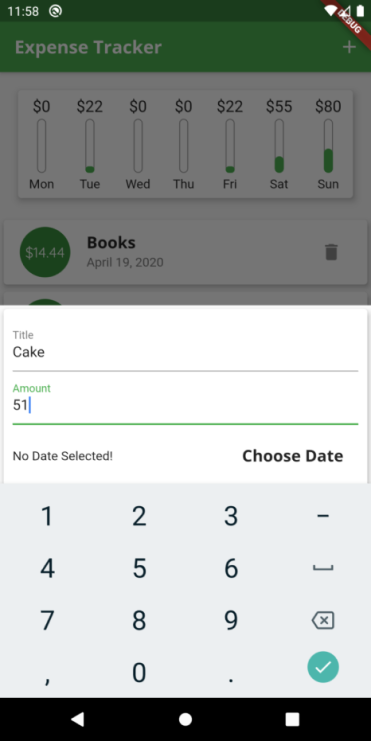 11:58
DEBUG
Expense Tracker +
$0 $22 $0 $0 $22 $55 $80
Mon Tue Wed Thu Fri Sat Sun
$14.44
Books
April 19, 2020
Title
Cake
Amount
51
No Date Selected! Choose Date
1 2 3 -
4 5 6
7 8 9
, 0 .